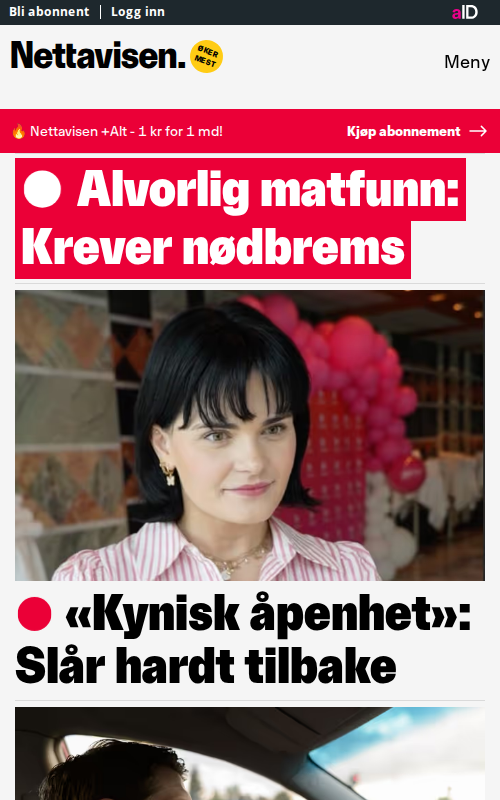 Bli abonnent
Logg inn
aID
Nettavisen.
ØKER
MEST
Meny
🔥 Nettavisen +Alt - 1 kr for 1 md!
Kjøp abonnement →
Alvorlig matfunn:
Krever nødbrems
«Kynisk åpenhet»:
Slår hardt tilbake